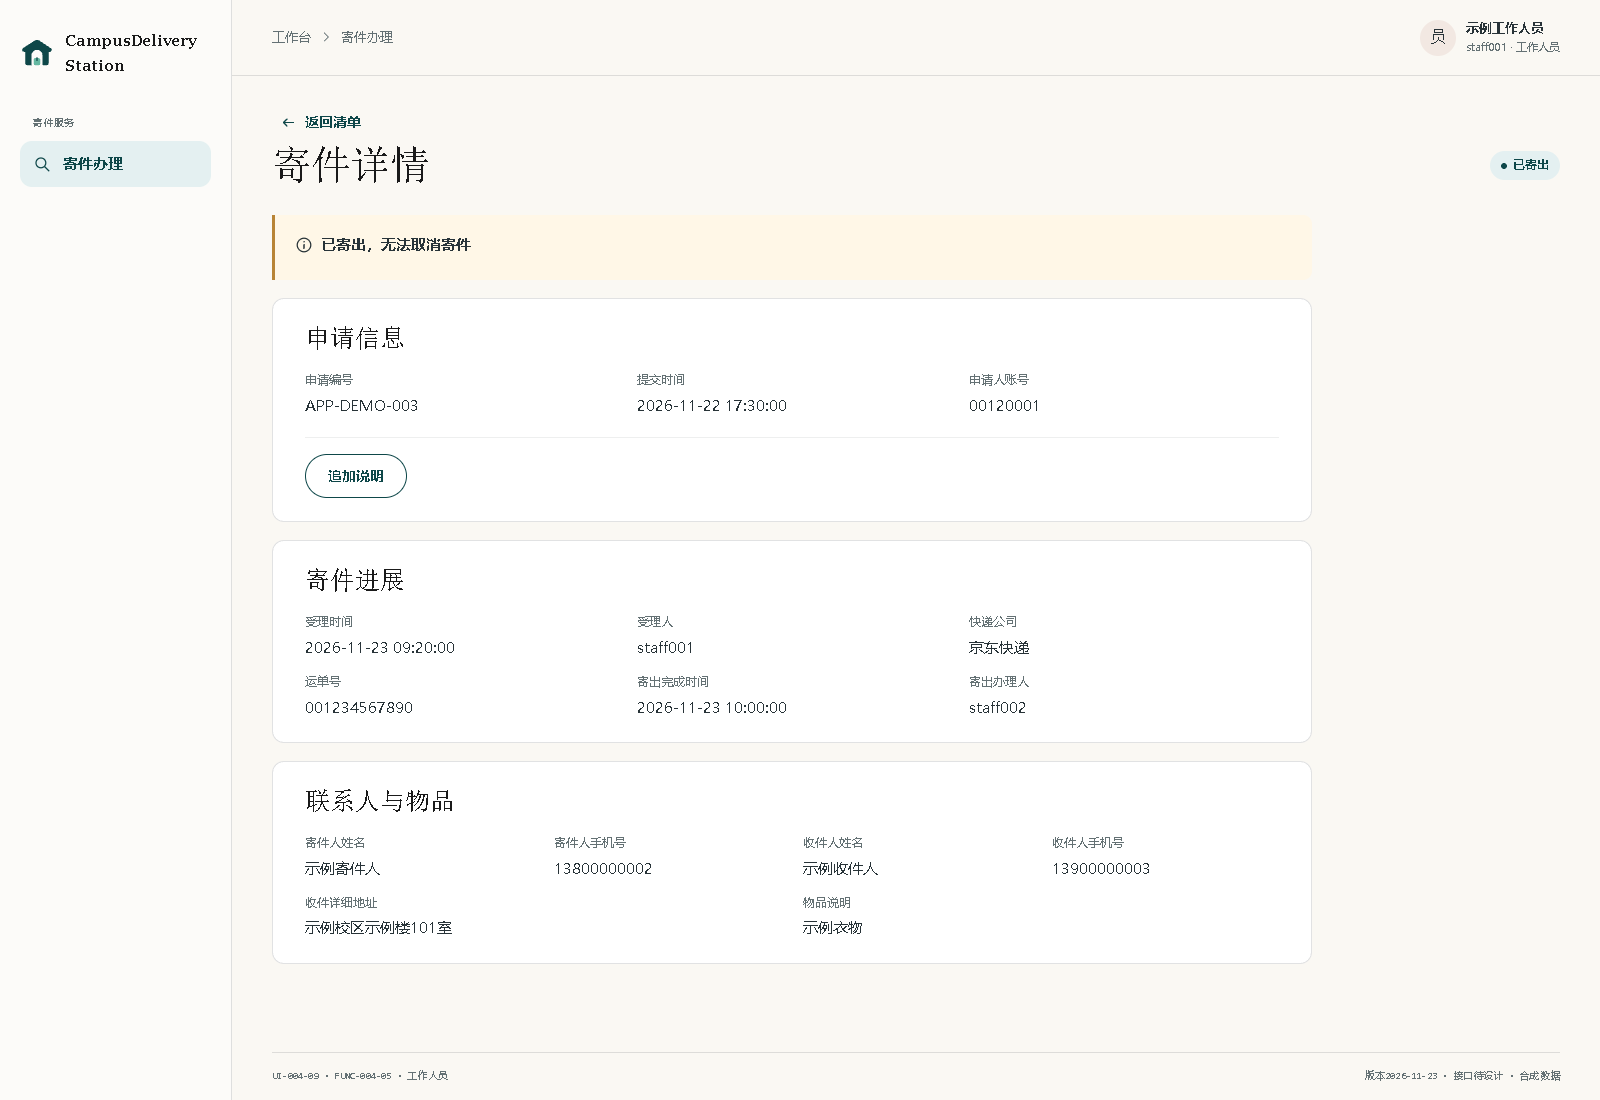 CampusDelivery
Station
寄件服务
寄件办理
工作台 > 寄件办理
员
示例工作人员
staff001 · 工作人员
← 返回清单
寄件详情
已寄出
已寄出，无法取消寄件
申请信息
申请编号 提交时间 申请人账号
APP-DEMO-003 2026-11-22 17:30:00 00120001
追加说明
寄件进展
受理时间 受理人 快递公司
2026-11-23 09:20:00 staff001 京东快递
运单号 寄出完成时间 寄出办理人
001234567890 2026-11-23 10:00:00 staff002
联系人与物品
寄件人姓名 寄件人手机号 收件人姓名 收件人手机号
示例寄件人 13800000002 示例收件人 13900000003
收件详细地址 物品说明
示例校区示例楼101室 示例衣物
UI-004-09 · FUNC-004-05 · 工作人员
版本2026-11-23 · 接口待设计 · 合成数据